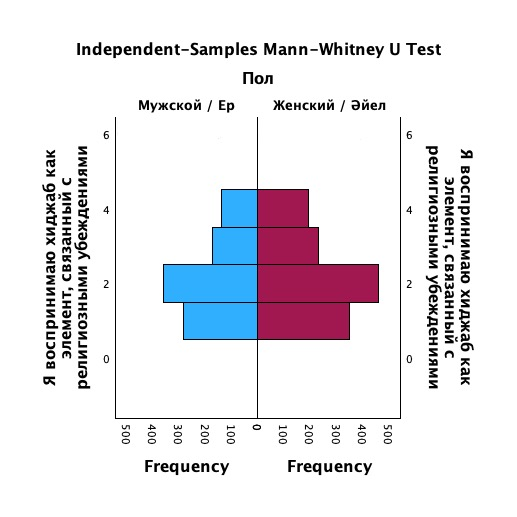 Independent-Samples Mann-Whitney U Test
Пол
Мужской / Ер
Женский / Әйел
Я воспринимаю хиджаб как
элемент, связанный с
религиозными убеждениями
6
4
2
0
6
4
2
0
Я воспринимаю хиджаб как
элемент, связанный с
религиозными убеждениями
500 400 300 200 100 0 100 200 300 400 500
Frequency
Frequency